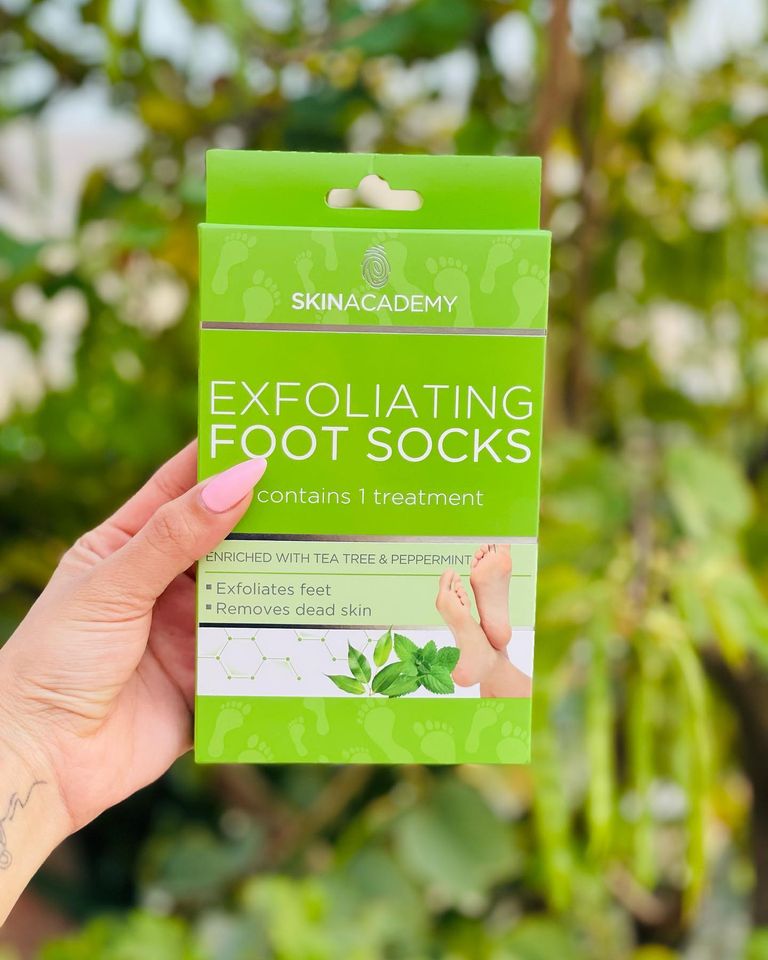 SKINACADEMY
EXFOLIATING
FOOT SOCKS
contains 1 treatment
ENRICHED WITH TEA TREE & PEPPERMINT
▪ Exfoliates feet
▪ Removes dead skin